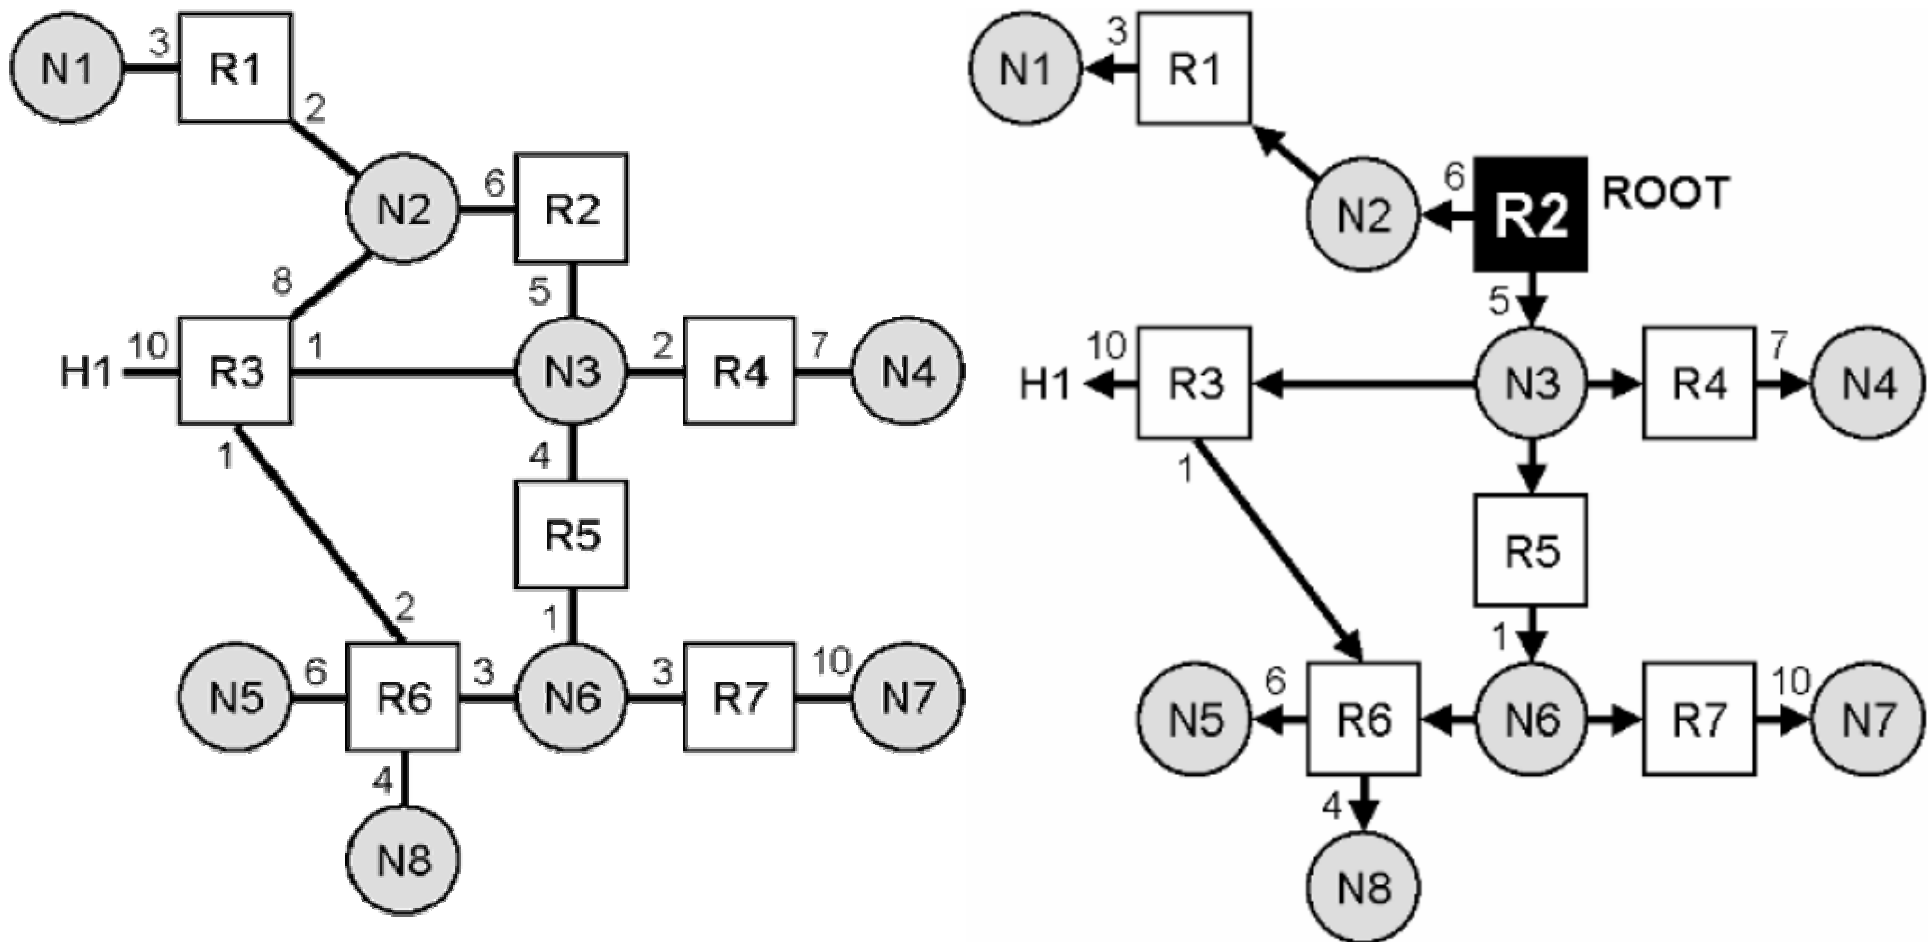 N1 3 R1
2
N2 6 R2
8 5
H1 10 R3 1 N3 2 R4 7 N4
1 4
R5
2 1
N5 6 R6 3 N6 3 R7 10 N7
4
N8
N1 3 R1
N2 6 R2 ROOT
5
H1 10 R3 N3 R4 7 N4
1
R5
1
N5 6 R6 N6 R7 10 N7
4
N8